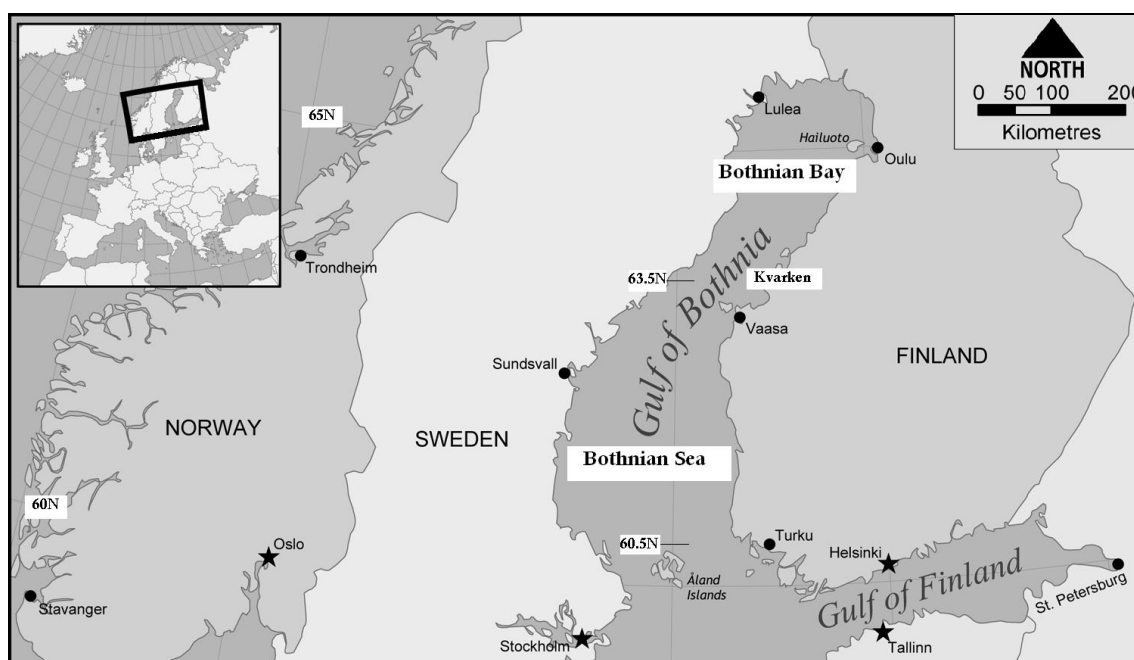 NORTH
0 50 100 200
Kilometres
65N
Lulea
Hailuoto
Oulu
Bothnian Bay
Trondheim
63.5N
Kvarken
Gulf of Bothnia
Vaasa
Sundsvall
FINLAND
NORWAY
SWEDEN
Bothnian Sea
60N
60.5N
Turku
Oslo
Helsinki
Åland
Islands
Gulf of Finland
Stavanger
St. Petersburg
Stockholm
Tallinn